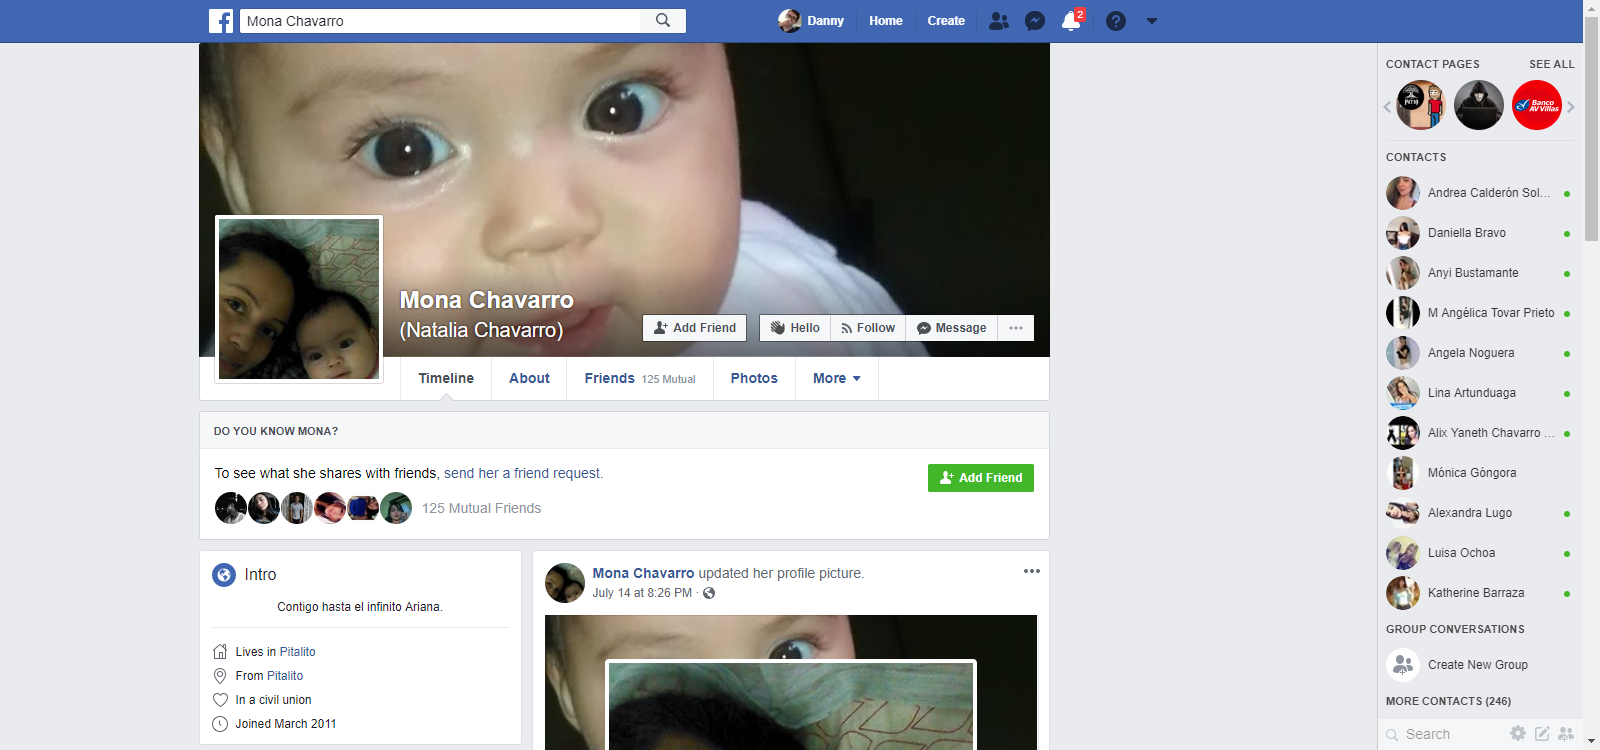 Mona Chavarro
Danny
Home
Create
2
Mona Chavarro
(Natalia Chavarro)
Add Friend
Hello
Follow
Message
Timeline
About
Friends 125 Mutual
Photos
More
DO YOU KNOW MONA?
To see what she shares with friends, send her a friend request.
Add Friend
125 Mutual Friends
Intro
Contigo hasta el infinito Ariana.
Lives in Pitalito
From Pitalito
In a civil union
Joined March 2011
Mona Chavarro updated her profile picture.
July 14 at 8:26 PM ·
CONTACT PAGES
SEE ALL
Banco
AV Villas
CONTACTS
Andrea Calderón Sol...
Daniella Bravo
Anyi Bustamante
M Angélica Tovar Prieto
Angela Noguera
Lina Artunduaga
Alix Yaneth Chavarro ...
Mónica Góngora
Alexandra Lugo
Luisa Ochoa
Katherine Barraza
GROUP CONVERSATIONS
Create New Group
MORE CONTACTS (246)
Search